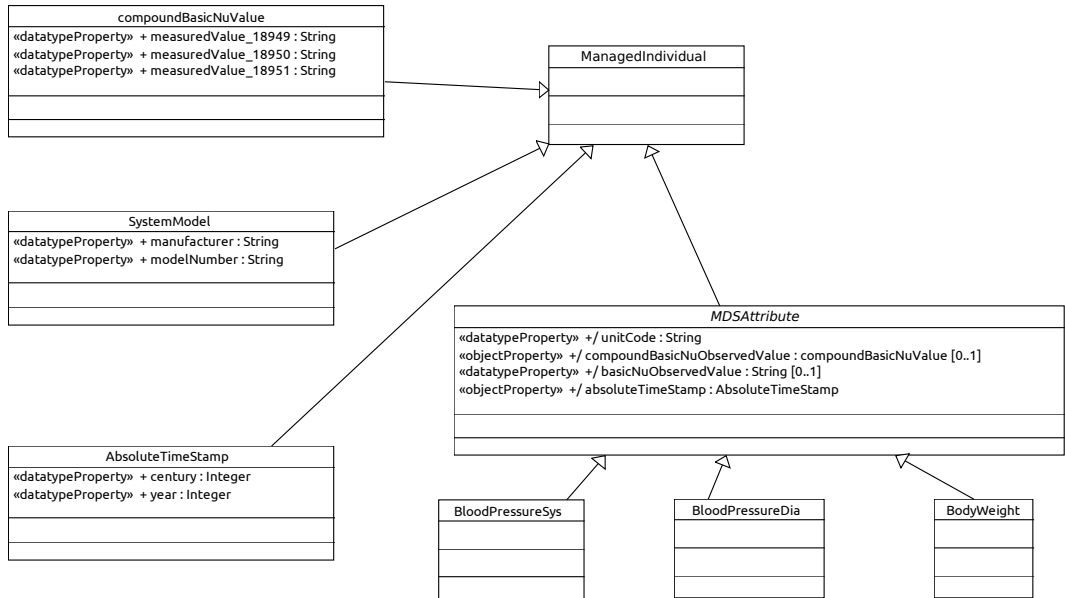 compoundBasicNuValue
«datatypeProperty» + measuredValue_18949 : String
«datatypeProperty» + measuredValue_18950 : String
«datatypeProperty» + measuredValue_18951 : String
ManagedIndividual
SystemModel
«datatypeProperty» + manufacturer : String
«datatypeProperty» + modelNumber : String
MDSAttribute
«datatypeProperty» +/ unitCode : String
«objectProperty» +/ compoundBasicNuObservedValue : compoundBasicNuValue [0..1]
«datatypeProperty» +/ basicNuObservedValue : String [0..1]
«objectProperty» +/ absoluteTimeStamp : AbsoluteTimeStamp
AbsoluteTimeStamp
«datatypeProperty» + century : Integer
«datatypeProperty» + year : Integer
BloodPressureSys
BloodPressureDia
BodyWeight